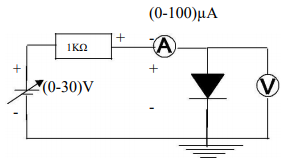 (0-100)µA
1KΩ
+
-
A
+
+
(0-30)V
V
-
-